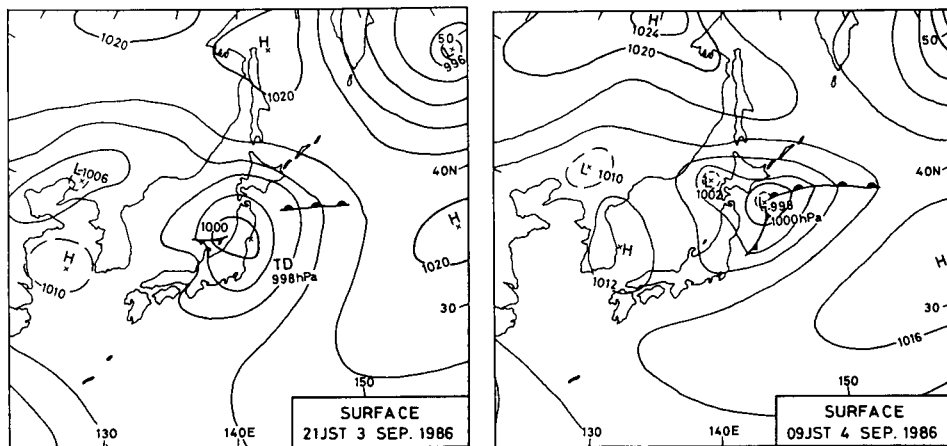 1020
H
50
L
996
1020
L
1006
40N
1000
H
H
1020
TD
998hPa
1010
30
150
130
140E
SURFACE
21JST 3 SEP. 1986
H
1024
1020
50
L
L
1010
40N
L
1002
L
998
1000hPa
H
H
1012
30
1016
150
130
140E
SURFACE
09JST 4 SEP. 1986